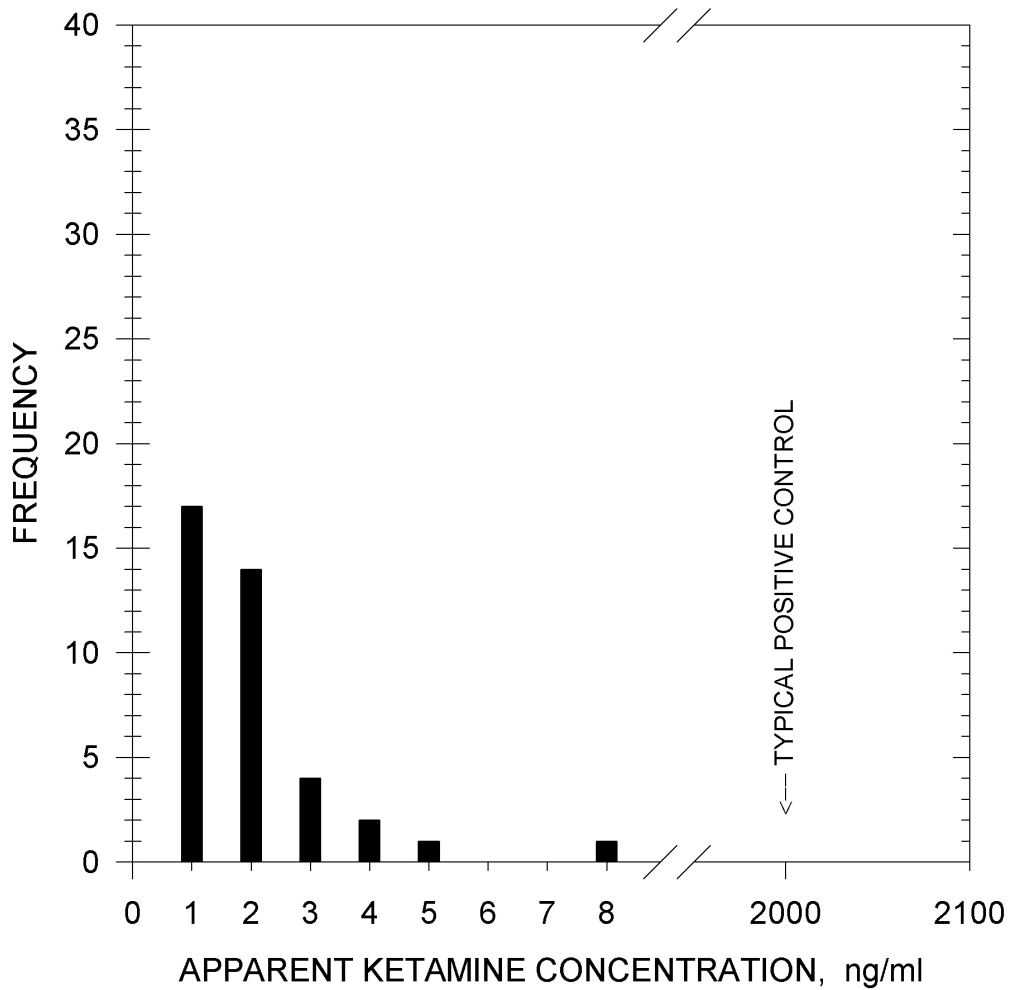 40
35
30
25
20
15
10
5
0
FREQUENCY
<-- TYPICAL POSITIVE CONTROL
0 1 2 3 4 5 6 7 8 2000 2100
APPARENT KETAMINE CONCENTRATION, ng/ml